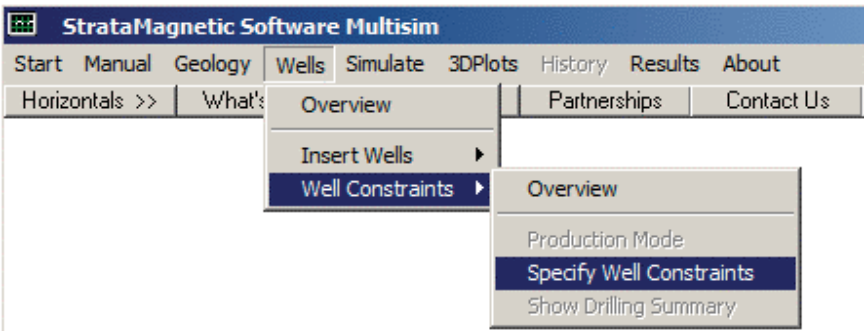 StrataMagnetic Software Multisim
Start Manual Geology Wells Simulate 3DPlots History Results About
Horizontals >> What's Partnerships Contact Us
Overview
Insert Wells
Well Constraints
Overview
Production Mode
Specify Well Constraints
Show Drilling Summary